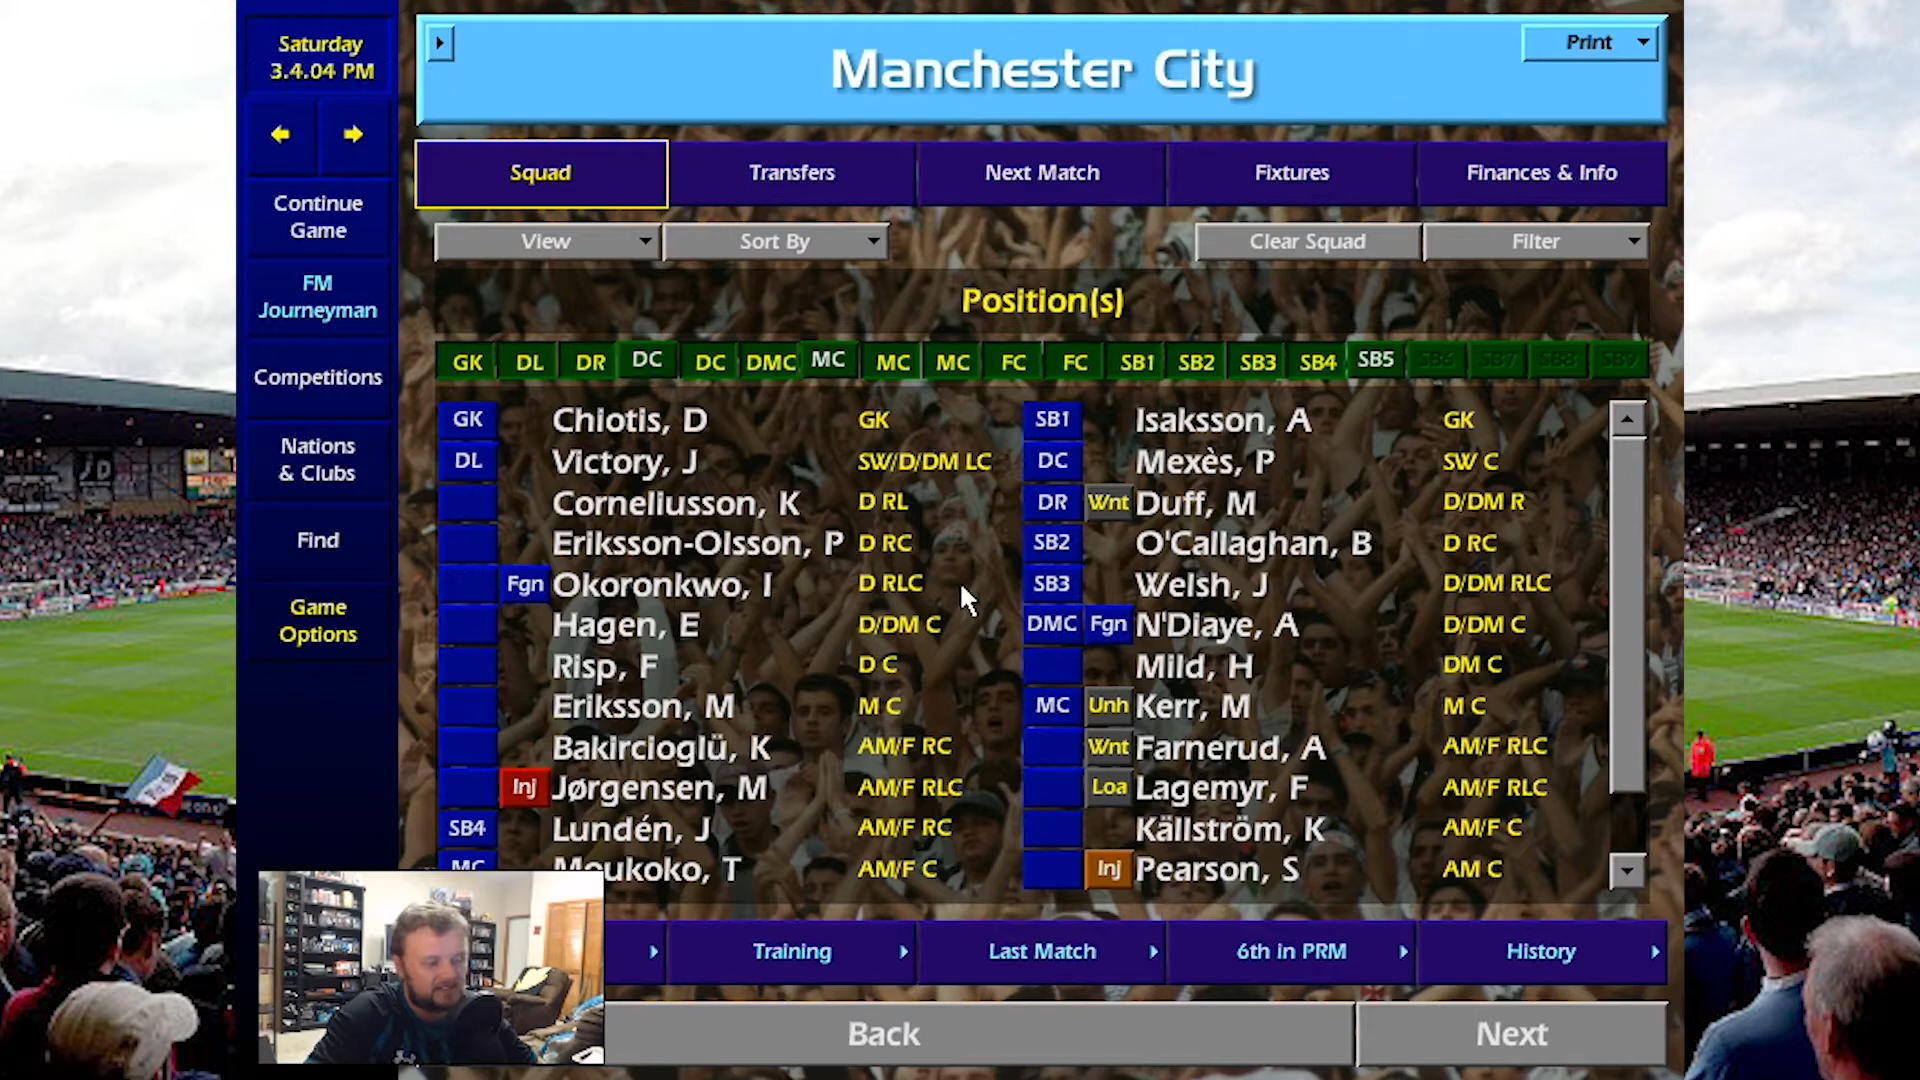 Saturday
3.4.04 PM
Manchester City
Print
Squad
Transfers
Next Match
Fixtures
Finances & Info
Continue
Game
FM
Journeyman
Competitions
Nations
& Clubs
Find
Game
Options
View
Sort By
Clear Squad
Filter
Position(s)
GK DL DR DC DC DMC MC MC MC FC FC SB1 SB2 SB3 SB4 SB5 SB6 SB7 SB8 SB9
GK Chiotis, D GK
SB1 Isaksson, A GK
DL Victory, J SW/D/DM LC
DC Mexès, P SW C
Corneliusson, K D RL
DR Wnt Duff, M D/DM R
Eriksson-Olsson, P D RC
SB2 O'Callaghan, B D RC
Fgn Okoronkwo, I D RLC
SB3 Welsh, J D/DM RLC
Hagen, E D/DM C
DMC Fgn N'Diaye, A D/DM C
Risp, F D C
Mild, H DM C
Eriksson, M M C
MC Unh Kerr, M M C
Bakircioglü, K AM/F RC
Wnt Farnerud, A AM/F RLC
Inj Jørgensen, M AM/F RLC
Loa Lagemyr, F AM/F RLC
SB4 Lundén, J AM/F RC
Källström, K AM/F C
MC Moukoko, T AM/F C
Inj Pearson, S AM C
Training
Last Match
6th in PRM
History
Back
Next